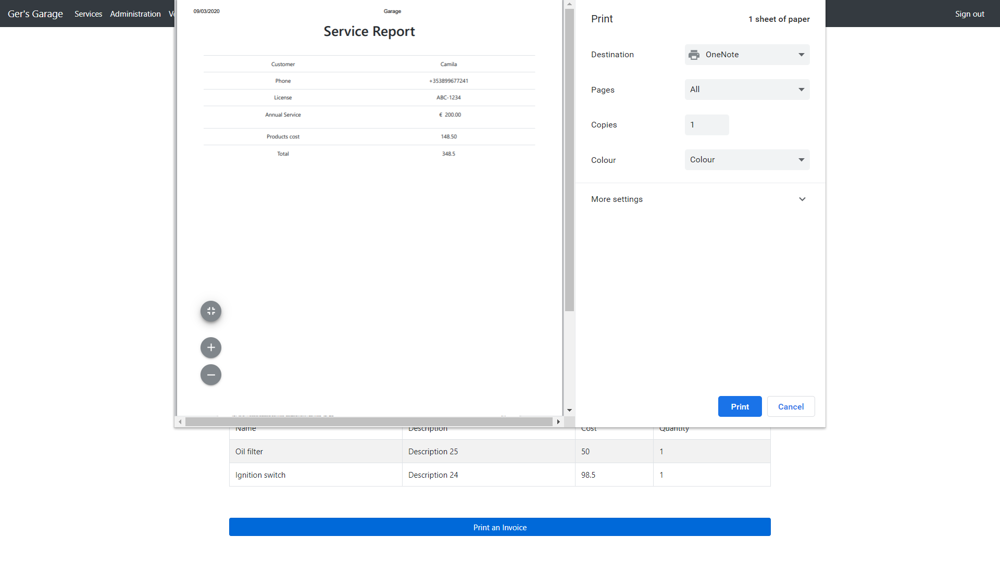 Ger's Garage Services Administration Sign out
09/03/2020 Garage
Service Report
Customer Camila
Phone +353899677241
License ABC-1234
Annual Service € 200.00
Products cost 148.50
Total 348.5
Print 1 sheet of paper
Destination OneNote
Pages All
Copies 1
Colour Colour
More settings
Print Cancel
Name Description Cost Quantity
Oil filter Description 25 50 1
Ignition switch Description 24 98.5 1
Print an Invoice